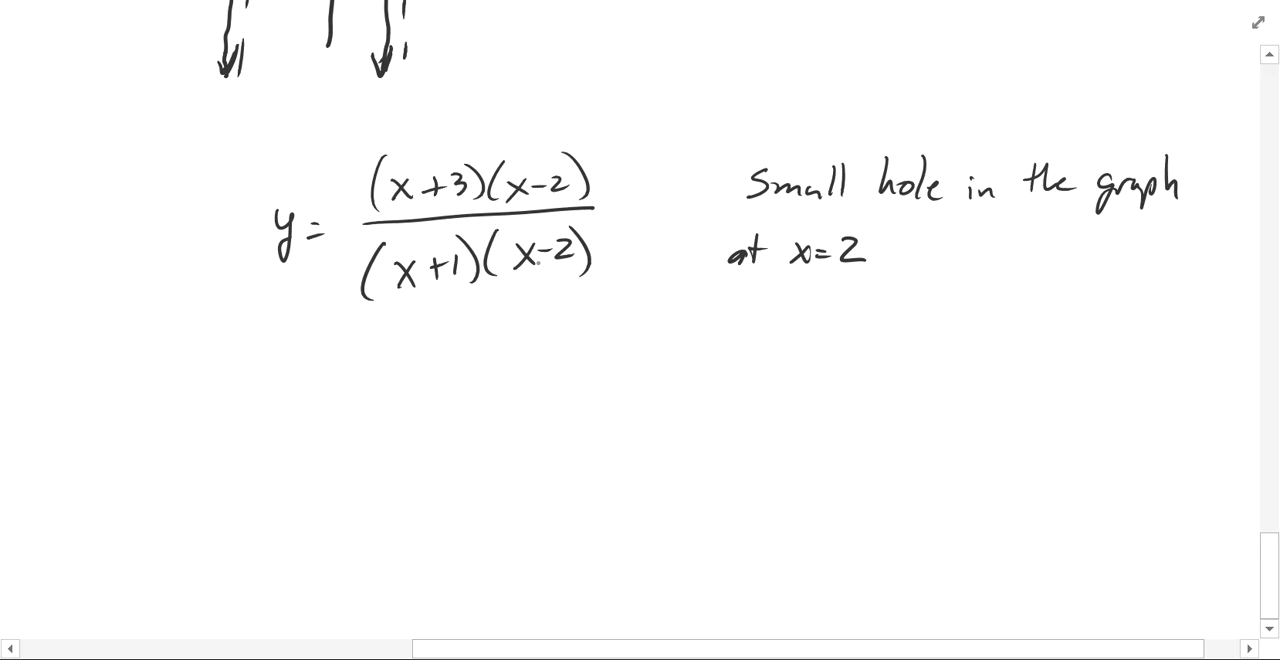 y = (x+3)(x-2) / (x+1)(x-2)
Small hole in the graph
at x=2